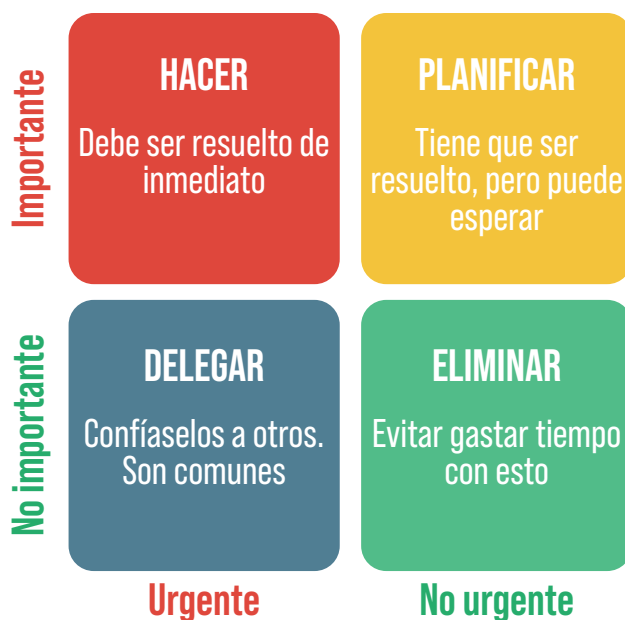 Importante
HACER
Debe ser resuelto de
inmediato
PLANIFICAR
Tiene que ser
resuelto, pero puede
esperar
No importante
DELEGAR
Confíaselos a otros.
Son comunes
ELIMINAR
Evitar gastar tiempo
con esto
Urgente
No urgente